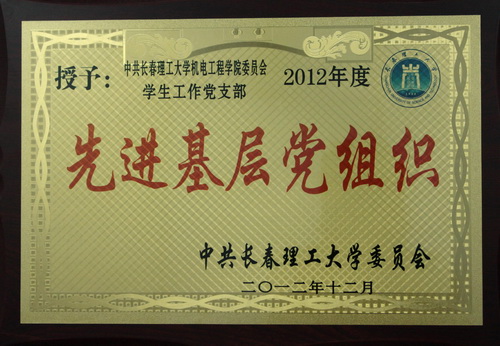 授予：中共长春理工大学机电工程学院委员会 2012年度
学生工作党支部
先进基层党组织
中共长春理工大学委员会
二〇一二年十二月